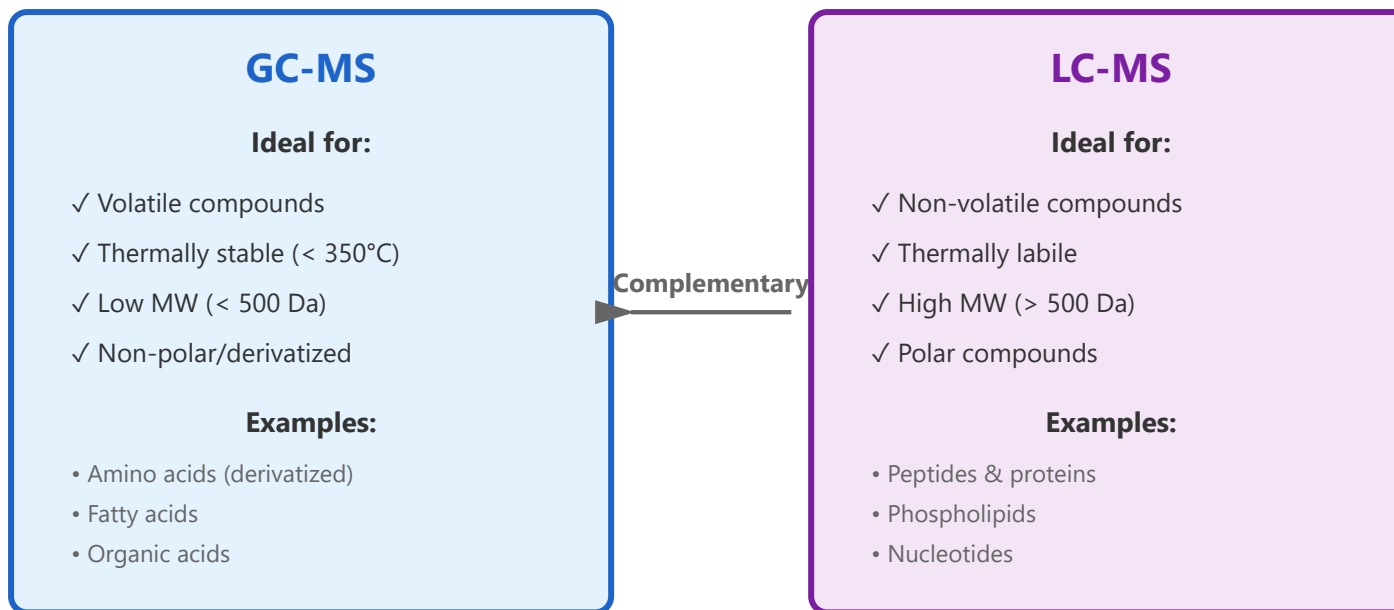 GC-MS
Ideal for:
✓ Volatile compounds
✓ Thermally stable (< 350°C)
✓ Low MW (< 500 Da)
✓ Non-polar/derivatized
Examples:
• Amino acids (derivatized)
• Fatty acids
• Organic acids
Complementary
LC-MS
Ideal for:
✓ Non-volatile compounds
✓ Thermally labile
✓ High MW (> 500 Da)
✓ Polar compounds
Examples:
• Peptides & proteins
• Phospholipids
• Nucleotides